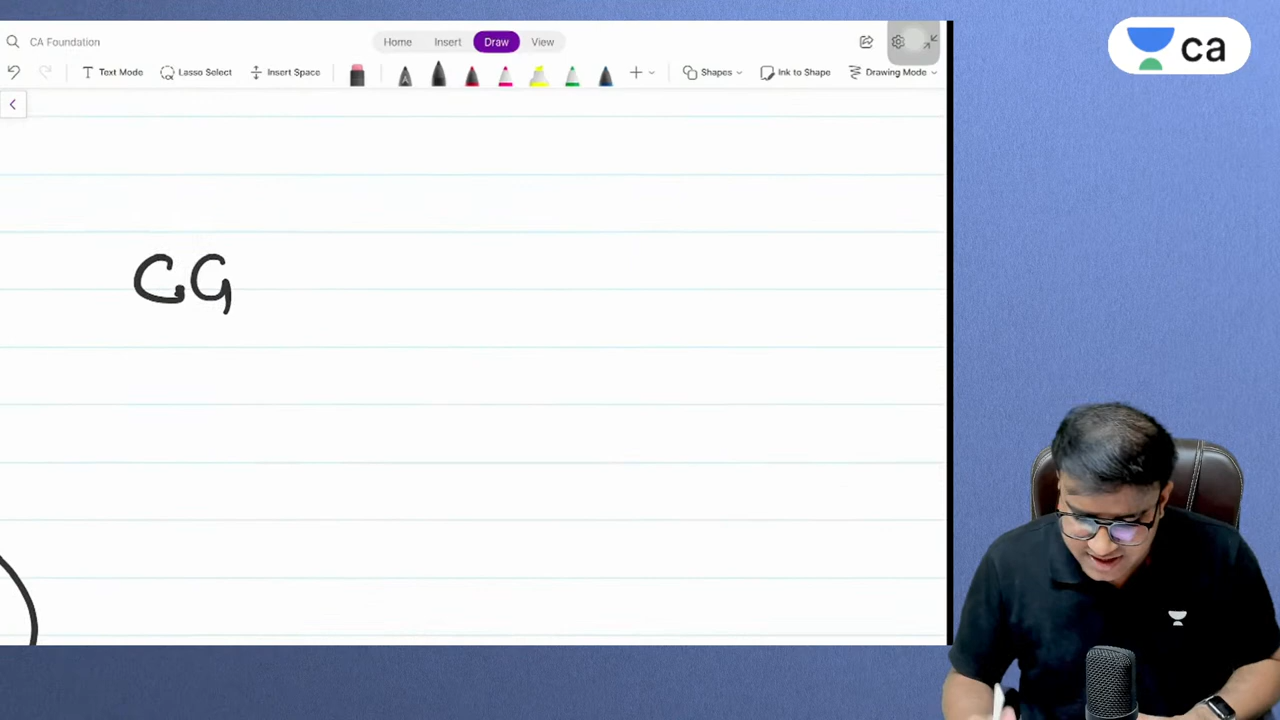 ca
CA Foundation
Home Insert Draw View
Text Mode Lasso Select Insert Space Shapes Ink to Shape Drawing Mode
CG